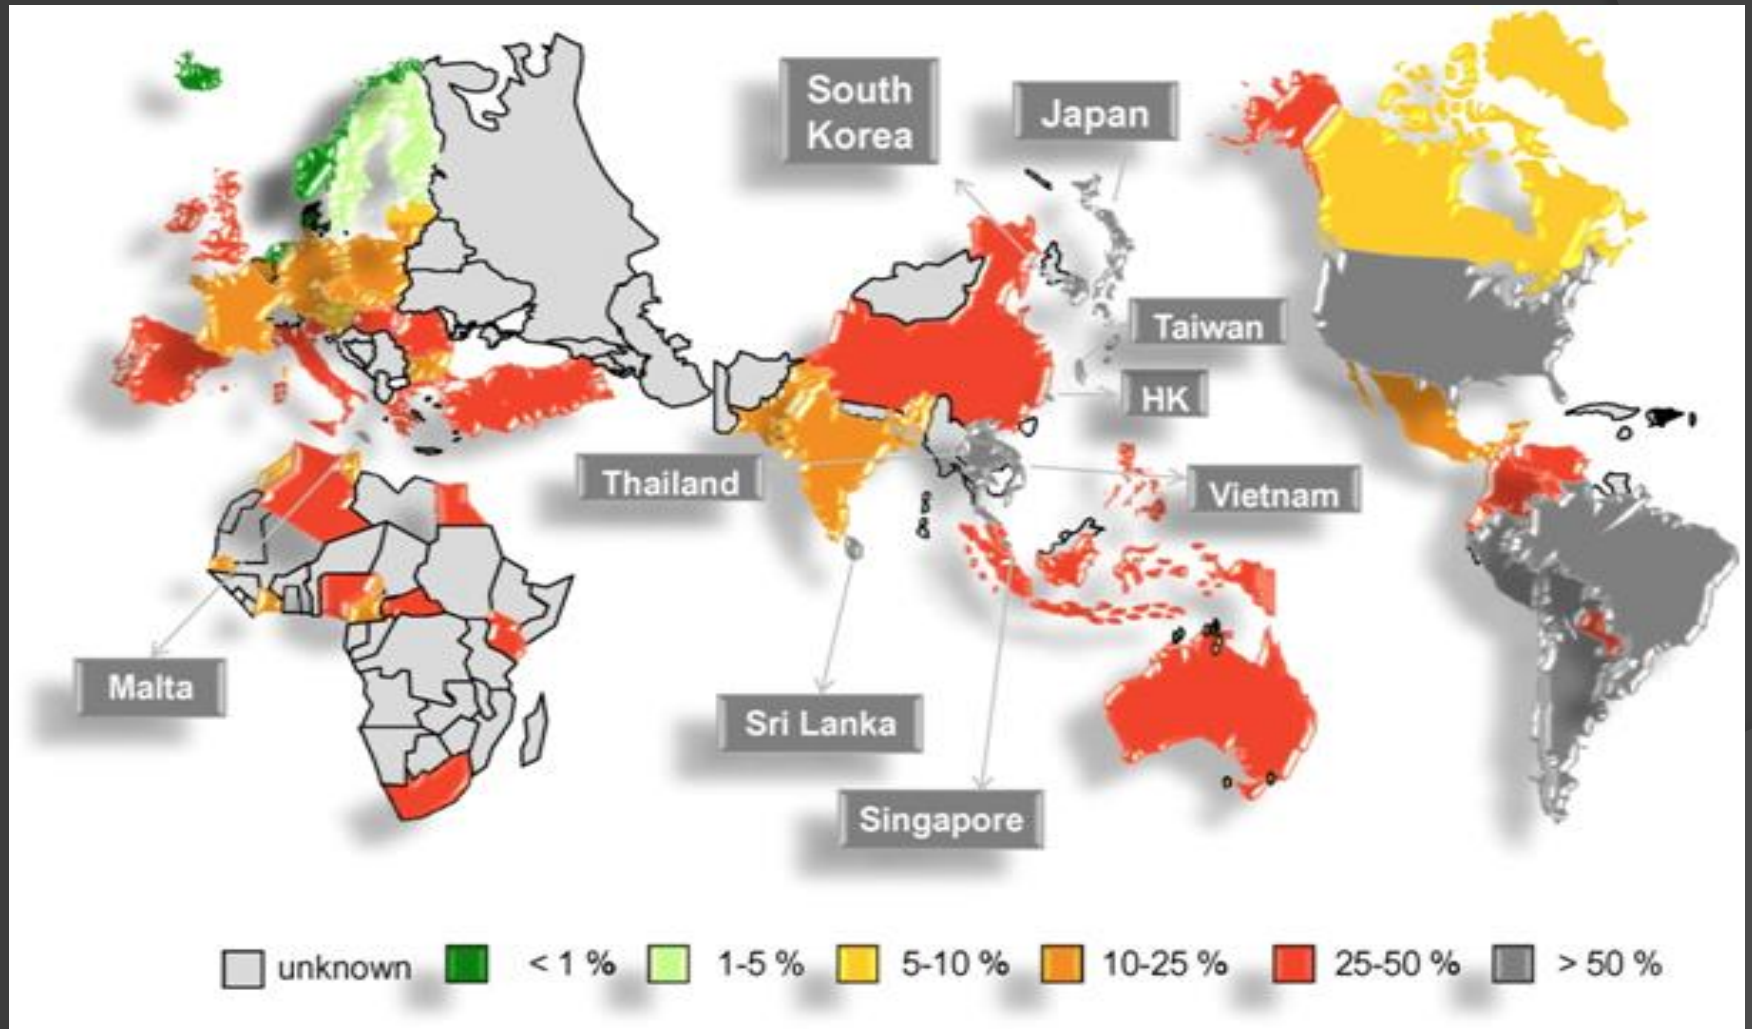 South
Korea
Japan
Taiwan
HK
Thailand
Vietnam
Malta
Sri Lanka
Singapore
unknown
< 1 %
1-5 %
5-10 %
10-25 %
25-50 %
> 50 %